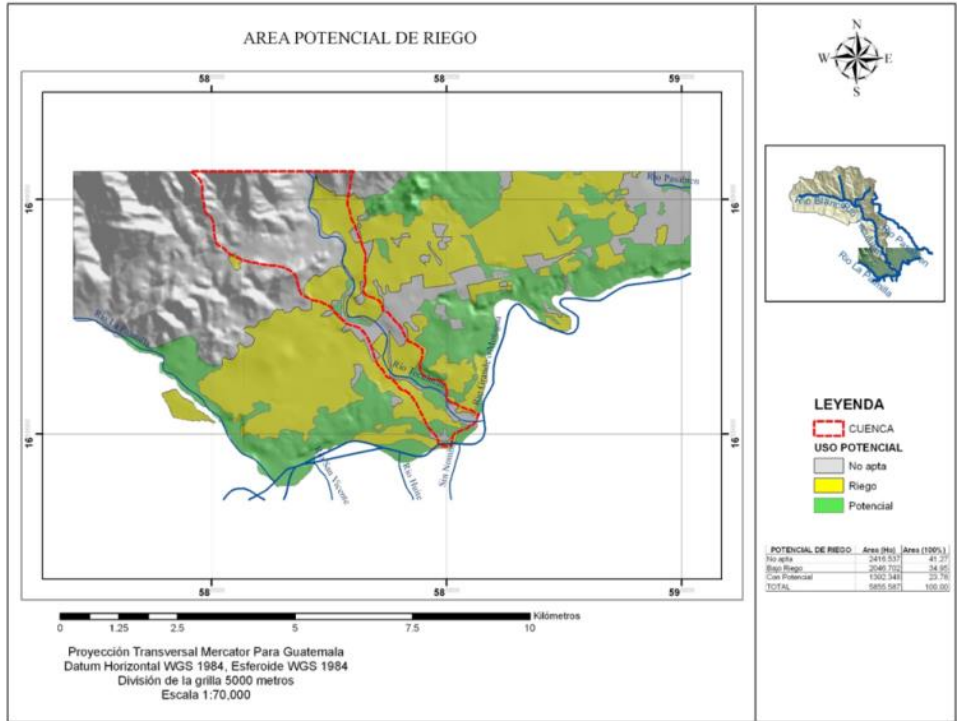 AREA POTENCIAL DE RIEGO
N
W E
S
58 58 59
16 16
16 16
58 58 59
Río Pasabien
Río Grande o Motagua
San Vicente
Río Huite
Sin Nombre
Río Blanco
Río Pasabien
Río La Palmilla
LEYENDA
CUENCA
USO POTENCIAL
No apta
Riego
Potencial
POTENCIAL DE RIEGO Area (Ha) Area (100%)
No apta 2416.537 41.27
Bajo Riego 2046.702 34.95
Con Potencial 1392.348 23.78
TOTAL 5855.587 100.00
Kilómetros
0 1.25 2.5 5 7.5 10
Proyección Transversal Mercator Para Guatemala
Datum Horizontal WGS 1984, Esferoide WGS 1984
División de la grilla 5000 metros
Escala 1:70,000